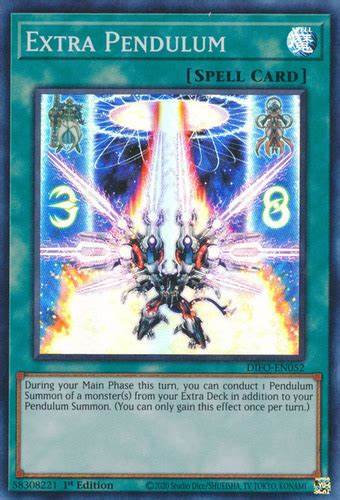 EXTRA PENDULUM
SPELL
魔
[SPELL CARD]
3 8
DIFO-EN052
During your Main Phase this turn, you can conduct 1 Pendulum
Summon of a monster(s) from your Extra Deck in addition to your
Pendulum Summon. (You can only gain this effect once per turn.)
58308221 1st Edition ©2020 Studio Dice/SHUEISHA, TV TOKYO, KONAMI